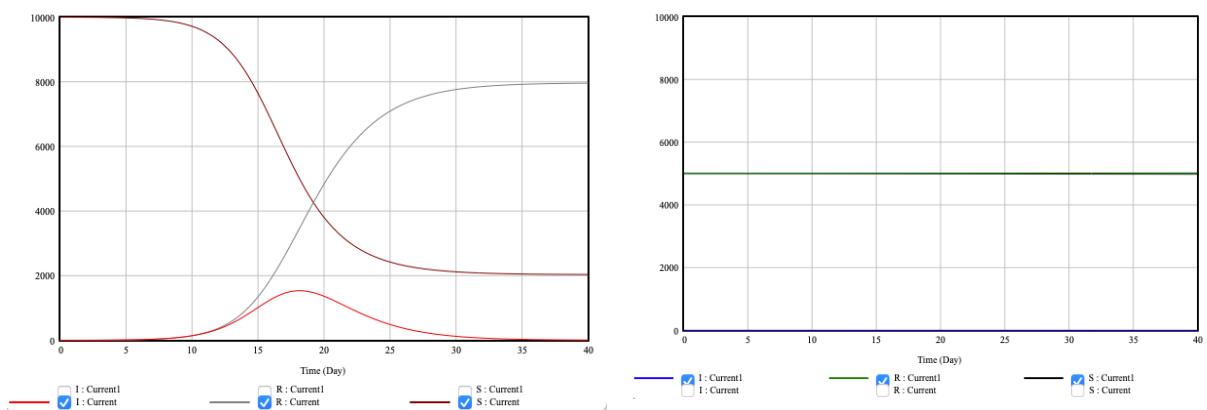 10000
8000
6000
4000
2000
0
0 5 10 15 20 25 30 35 40
Time (Day)
I : Current1 R : Current1 S : Current1
I : Current R : Current S : Current
10000
8000
6000
4000
2000
0
0 5 10 15 20 25 30 35 40
Time (Day)
I : Current1 R : Current1 S : Current1
I : Current R : Current S : Current